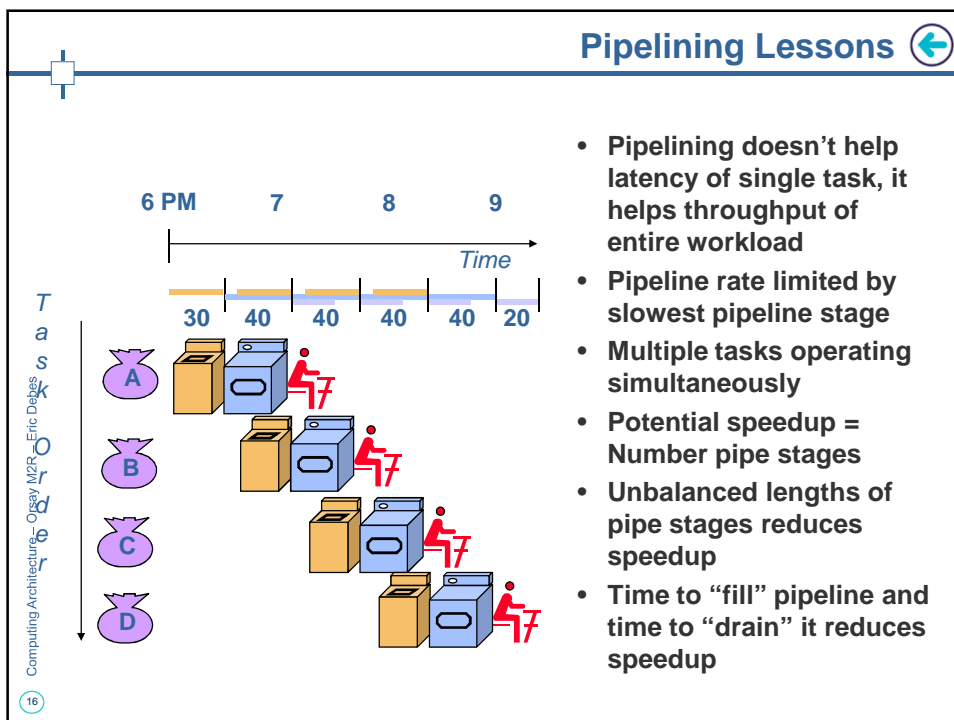 Pipelining Lessons
6 PM 7 8 9
Time
30 40 40 40 40 20
Task Order
A
B
C
D
• Pipelining doesn’t help
latency of single task, it
helps throughput of
entire workload
• Pipeline rate limited by
slowest pipeline stage
• Multiple tasks operating
simultaneously
• Potential speedup =
Number pipe stages
• Unbalanced lengths of
pipe stages reduces
speedup
• Time to “fill” pipeline and
time to “drain” it reduces
speedup
Computing Architecture – Orsay M2R – Eric Debes
16